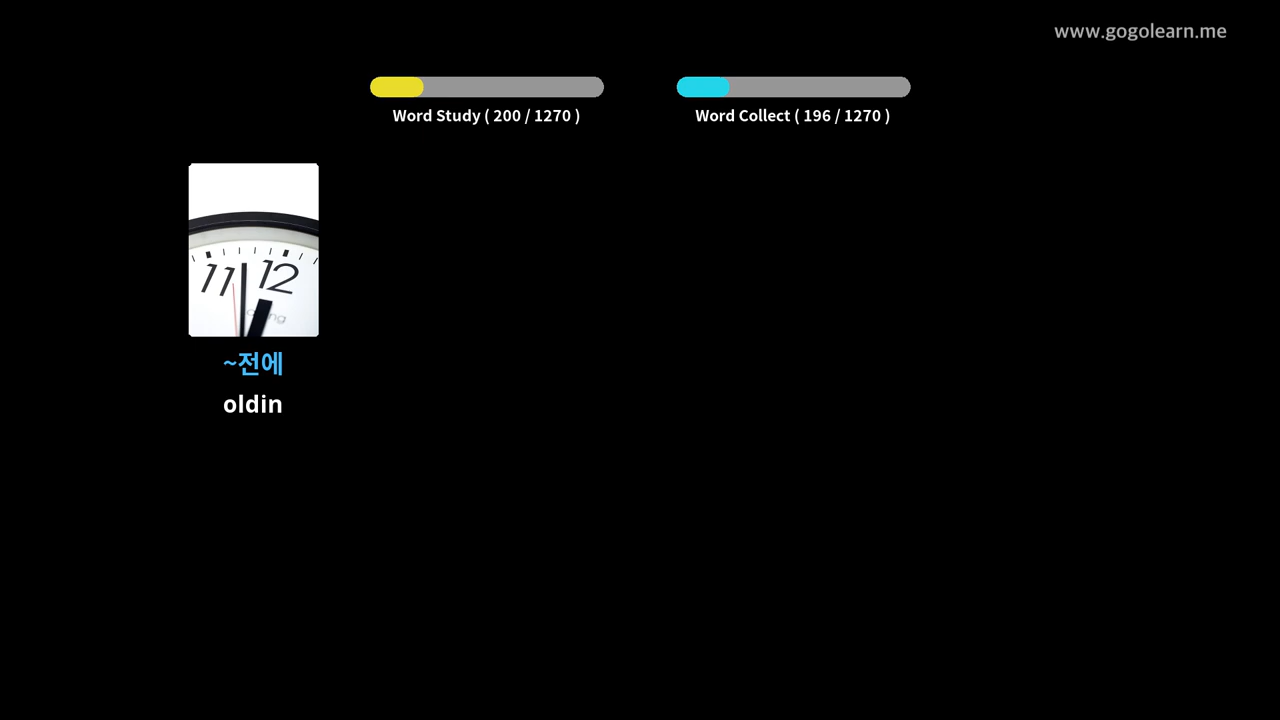 www.gogolearn.me
Word Study ( 200 / 1270 )
Word Collect ( 196 / 1270 )
11 12
~전에
oldin